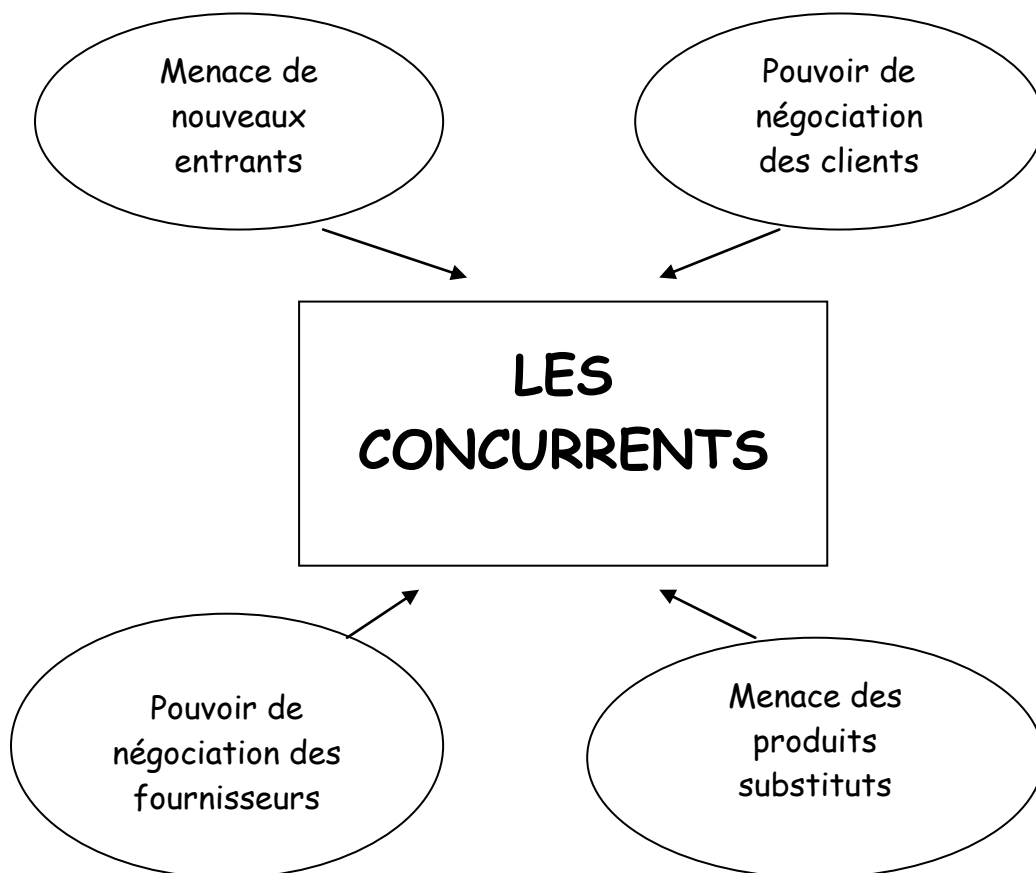 Menace de
nouveaux
entrants
Pouvoir de
négociation
des clients
LES
CONCURRENTS
Pouvoir de
négociation des
fournisseurs
Menace des
produits
substituts